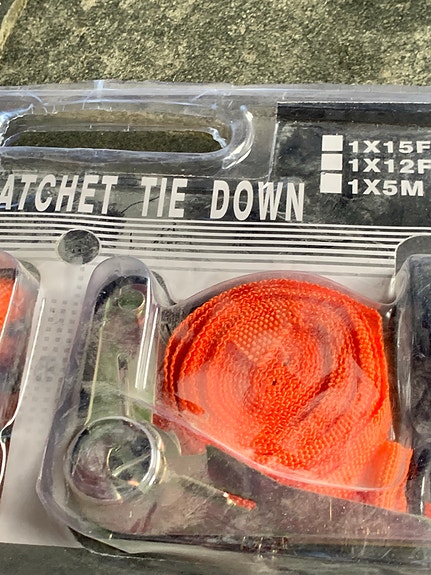 1X15F
1X12F
1X5M
ATCHET TIE DOWN